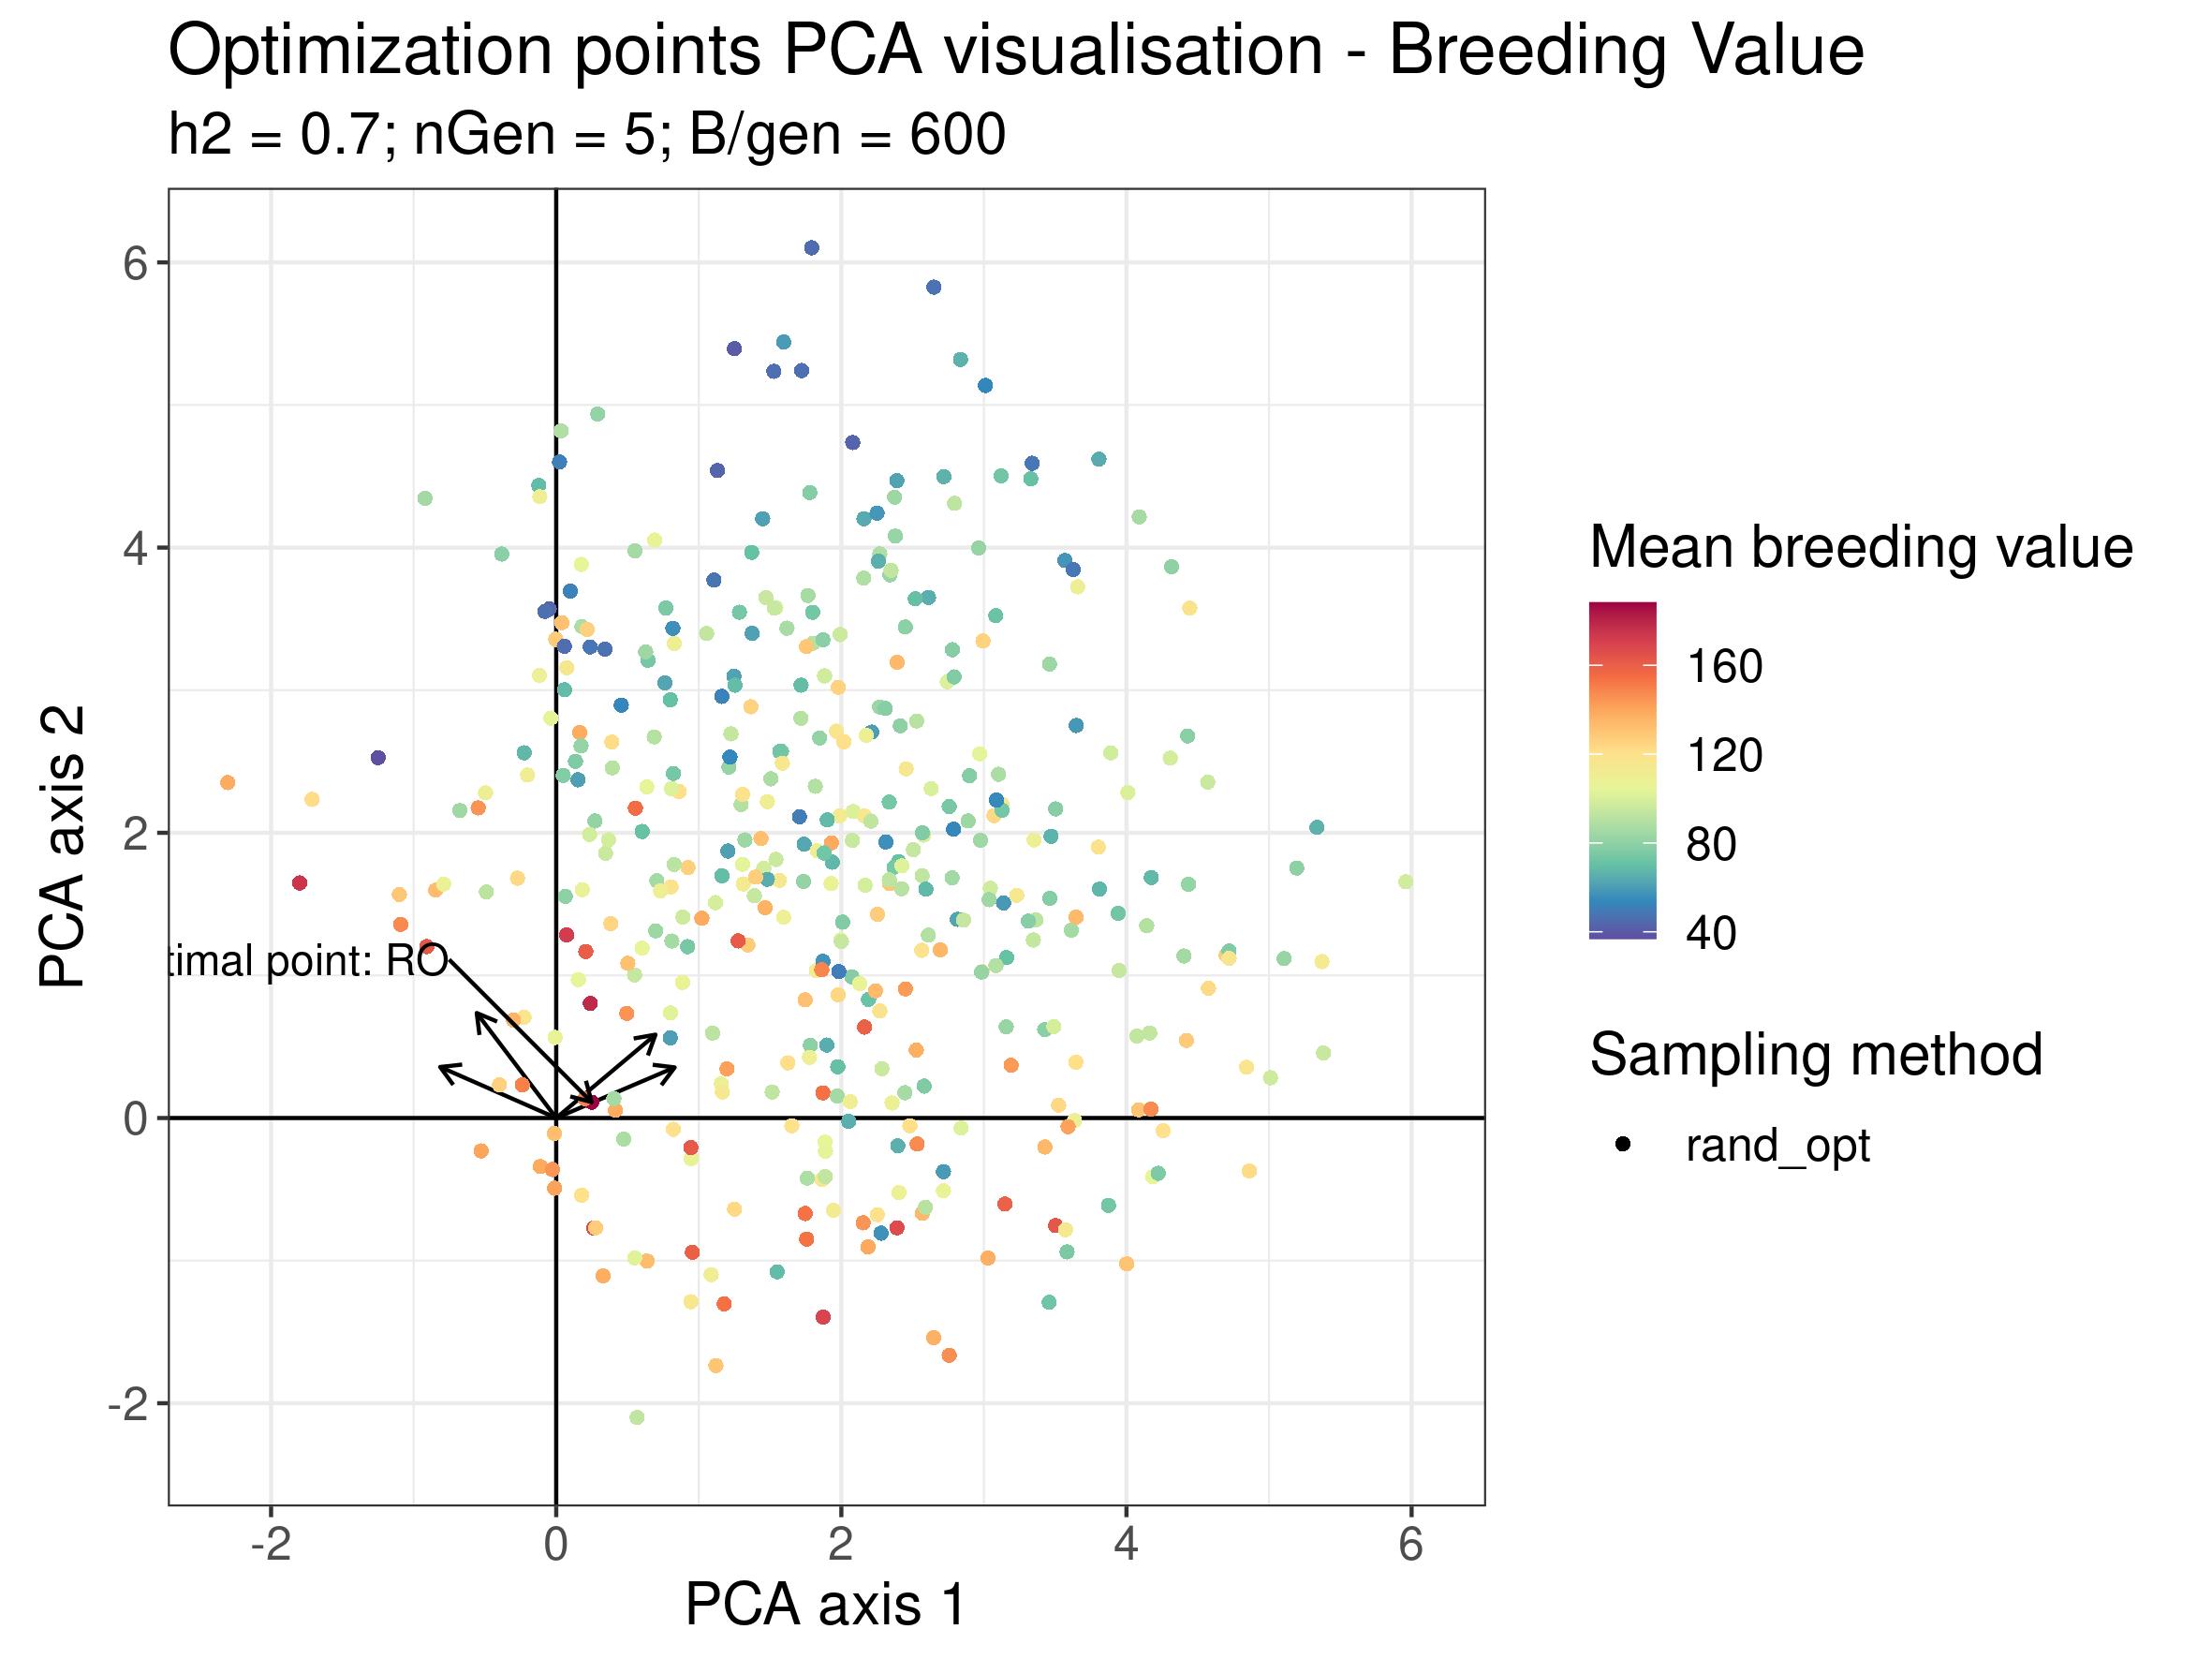 Optimization points PCA visualisation - Breeding Value
h2 = 0.7; nGen = 5; B/gen = 600
PCA axis 2
6
4
2
0
-2
timal point: RO
-2
0
2
4
6
PCA axis 1
Mean breeding value
160
120
80
40
Sampling method
rand_opt